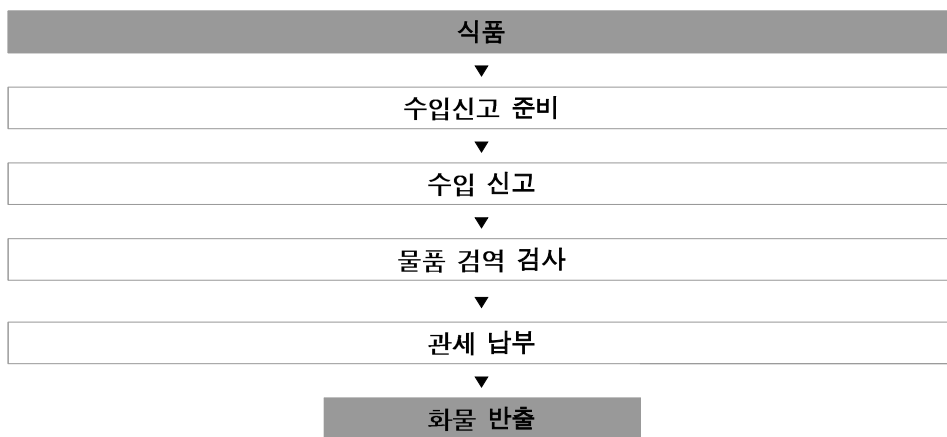 식품
▼
수입신고 준비
▼
수입 신고
▼
물품 검역 검사
▼
관세 납부
▼
화물 반출